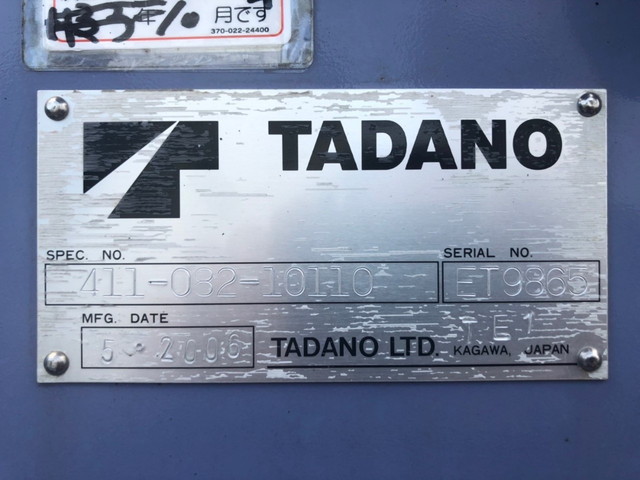 年 月です
370-022-24400
TADANO
SPEC. NO. SERIAL NO.
411-032-10110 ET9865
MFG. DATE
5 2006 TADANO LTD. KAGAWA, JAPAN